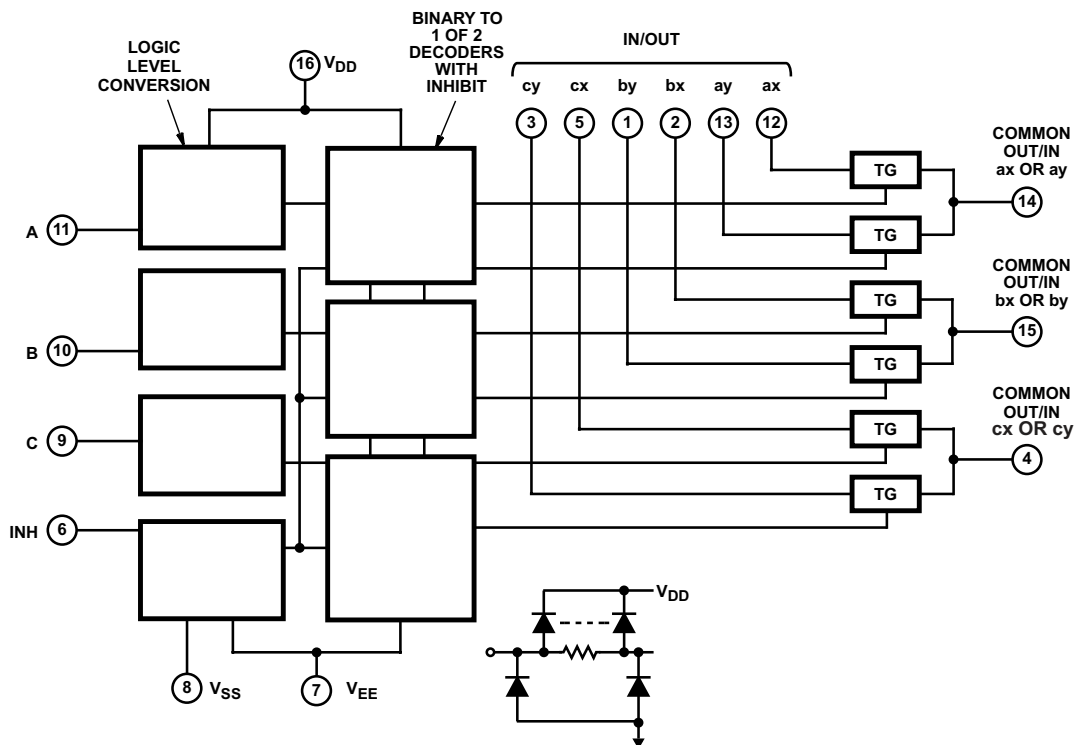 LOGIC
LEVEL
CONVERSION
16 VDD
BINARY TO
1 OF 2
DECODERS
WITH
INHIBIT
IN/OUT
cy cx by bx ay ax
3 5 1 2 13 12
COMMON
OUT/IN
ax OR ay
14
TG
TG
A 11
COMMON
OUT/IN
bx OR by
15
TG
TG
B 10
COMMON
OUT/IN
cx OR cy
4
TG
TG
C 9
INH 6
8 VSS
7 VEE
VDD